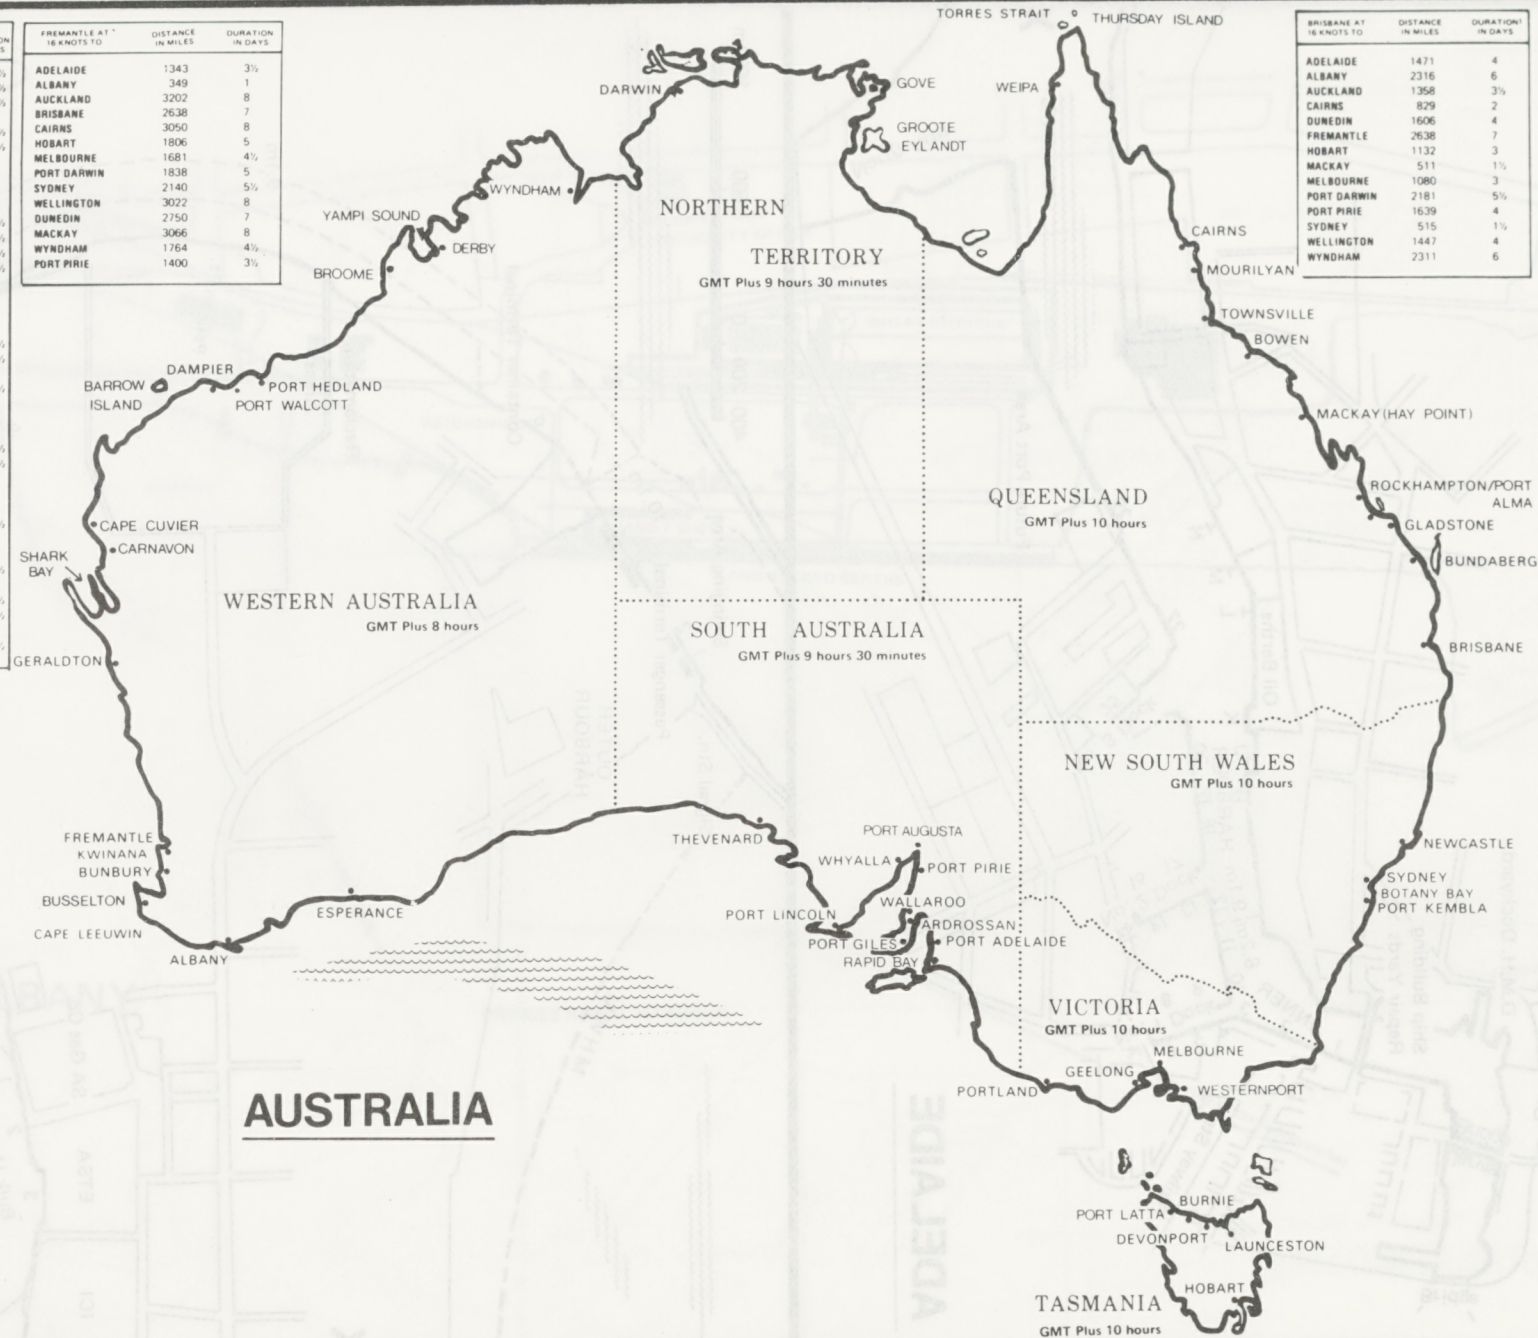 FREMANTLE AT DISTANCE DURATION
16 KNOTS TO IN MILES IN DAYS
ADELAIDE 1343 3½
ALBANY 349 1
AUCKLAND 3202 8
BRISBANE 2638 7
CAIRNS 3050 8
HOBART 1806 5
MELBOURNE 1681 4½
PORT DARWIN 1838 5
SYDNEY 2140 5½
WELLINGTON 3022 8
DUNEDIN 2750 7
MACKAY 3066 8
WYNDHAM 1764 4½
PORT PIRIE 1400 3½
BRISBANE AT DISTANCE DURATION
16 KNOTS TO IN MILES IN DAYS
ADELAIDE 1471 4
ALBANY 2316 6
AUCKLAND 1358 3½
CAIRNS 829 2
DUNEDIN 1606 4
FREMANTLE 2638 7
HOBART 1132 3
MACKAY 511 1½
MELBOURNE 1080 3
PORT DARWIN 2181 5½
PORT PIRIE 1639 4
SYDNEY 515 1½
WELLINGTON 1447 4
WYNDHAM 2311 6
TORRES STRAIT
THURSDAY ISLAND
DARWIN
GOVE
WEIPA
GROOTE
EYLANDT
WYNDHAM
NORTHERN
TERRITORY
GMT Plus 9 hours 30 minutes
YAMPI SOUND
DERBY
BROOME
CAIRNS
MOURILYAN
TOWNSVILLE
BOWEN
DAMPIER
BARROW
ISLAND
PORT HEDLAND
PORT WALCOTT
MACKAY (HAY POINT)
QUEENSLAND
GMT Plus 10 hours
ROCKHAMPTON/PORT
ALMA
GLADSTONE
BUNDABERG
CAPE CUVIER
CARNAVON
SHARK
BAY
WESTERN AUSTRALIA
GMT Plus 8 hours
SOUTH AUSTRALIA
GMT Plus 9 hours 30 minutes
GERALDTON
BRISBANE
NEW SOUTH WALES
GMT Plus 10 hours
FREMANTLE
KWINANA
BUNBURY
BUSSELTON
CAPE LEEUWIN
ALBANY
ESPERANCE
THEVENARD
PORT AUGUSTA
WHYALLA
PORT PIRIE
WALLAROO
PORT LINCOLN
ARDROSSAN
PORT GILES
PORT ADELAIDE
RAPID BAY
NEWCASTLE
SYDNEY
BOTANY BAY
PORT KEMBLA
VICTORIA
GMT Plus 10 hours
MELBOURNE
GEELONG
PORTLAND
WESTERNPORT
AUSTRALIA
BURNIE
PORT LATTA
DEVONPORT
LAUNCESTON
HOBART
TASMANIA
GMT Plus 10 hours